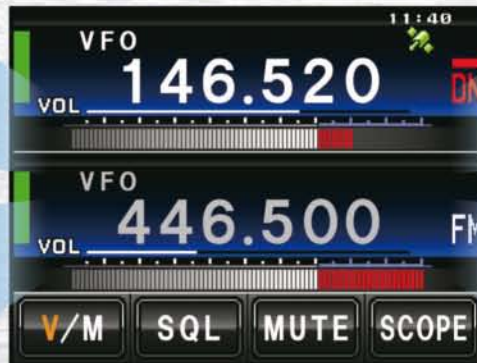 11:40
VFO
146.520 DN
VOL
VFO
446.500 FM
VOL
V/M SQL MUTE SCOPE